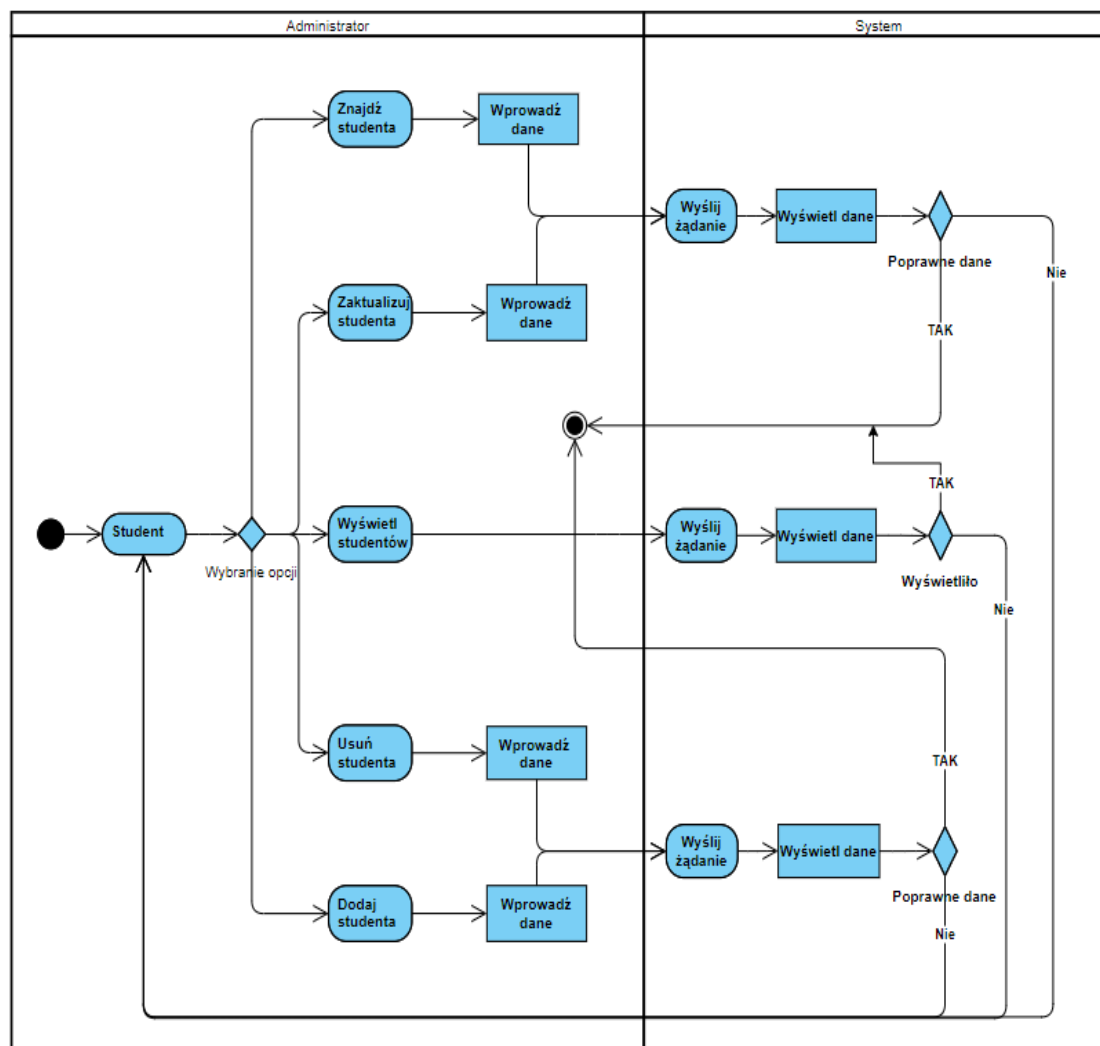 Administrator
System
Znajdź
studenta
Wprowadź
dane
Wyślij
żądanie
Wyświetl dane
Poprawne dane
Nie
TAK
Zaktualizuj
studenta
Wprowadź
dane
Student
Wybranie opcji
Wyświetl
studentów
Wyślij
żądanie
Wyświetl dane
TAK
Wyświetliło
Nie
Usuń
studenta
Wprowadź
dane
TAK
Wyślij
żądanie
Wyświetl dane
Poprawne dane
Nie
Dodaj
studenta
Wprowadź
dane